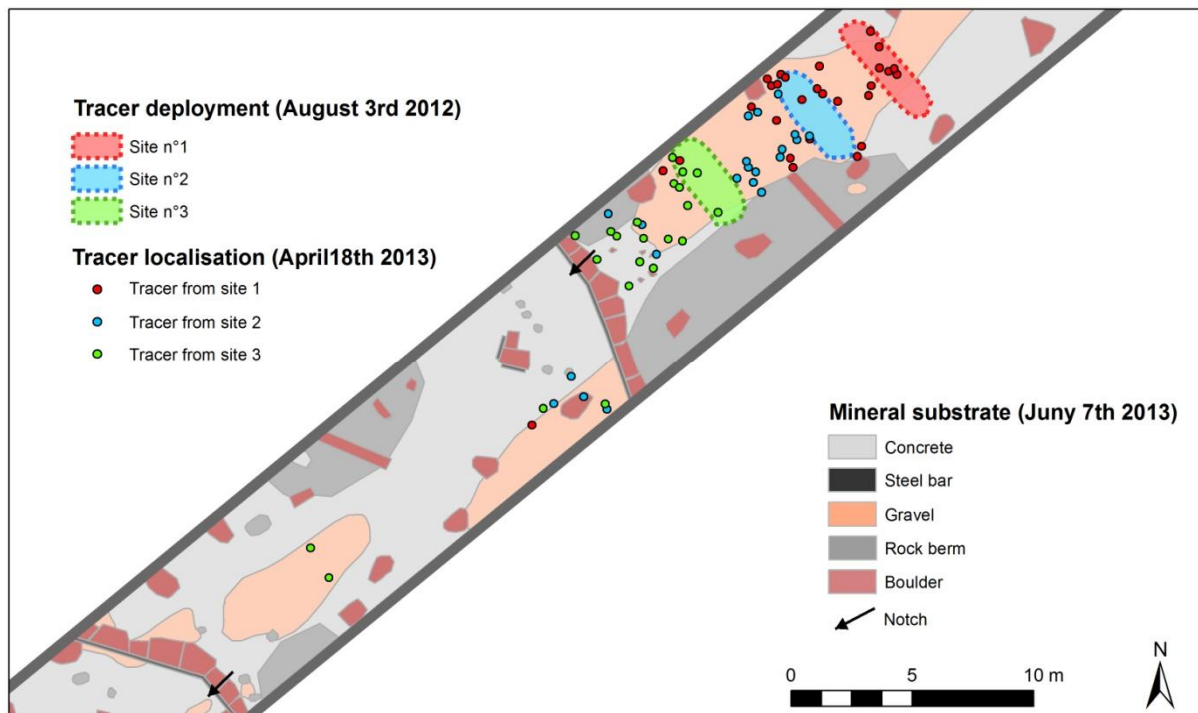 Tracer deployment (August 3rd 2012)
Site n°1
Site n°2
Site n°3
Tracer localisation (April18th 2013)
Tracer from site 1
Tracer from site 2
Tracer from site 3
Mineral substrate (Juny 7th 2013)
Concrete
Steel bar
Gravel
Rock berm
Boulder
Notch
N
0 5 10 m